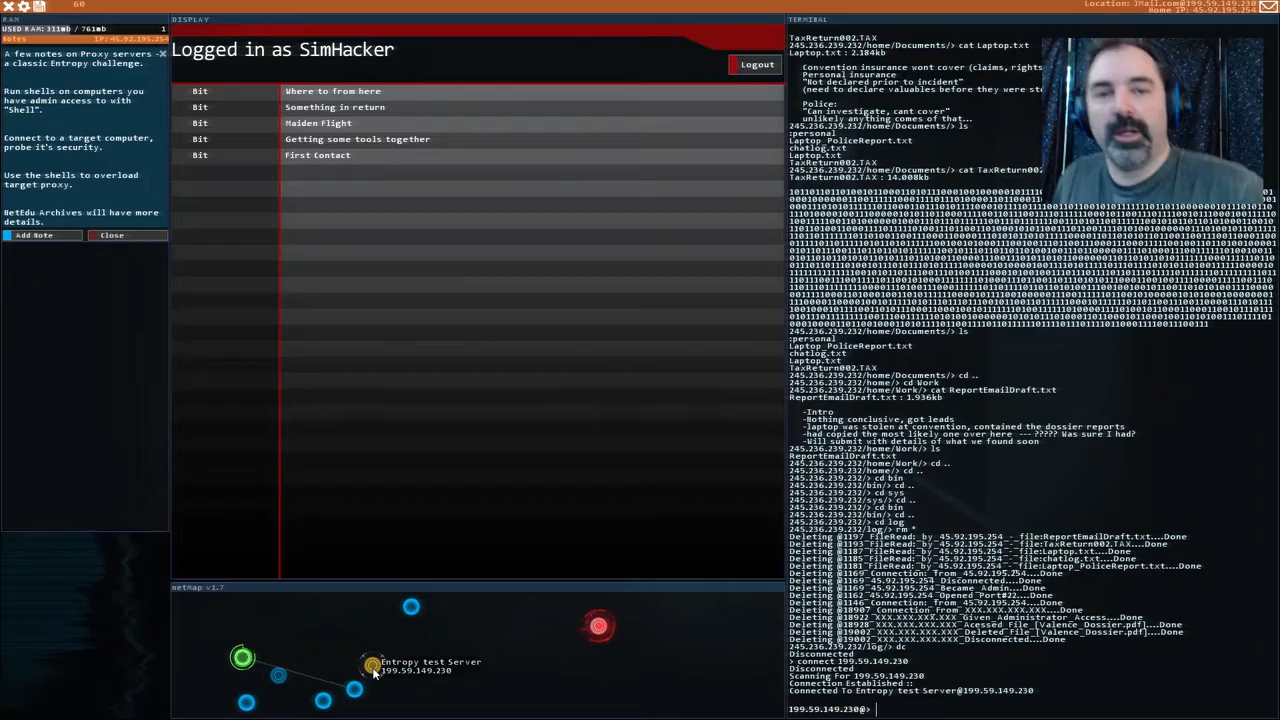 60
Location: JMail.com@199.59.149.230
Home IP: 45.92.195.254
RAM
USED RAM: 311mb / 761mb
1
Notes
IP: 45.92.195.254
A few notes on Proxy servers -
a classic Entropy challenge.
Run shells on computers you
have admin access to with
"Shell".
Connect to a target computer,
probe it's security.
Use the shells to overload
target proxy.
NetEdu Archives will have more
details.
Add Note
Close
DISPLAY
Logged in as SimHacker
Logout
Bit Where to from here
Bit Something in return
Bit Maiden Flight
Bit Getting some tools together
Bit First Contact
netMap v1.7
Entropy test Server
199.59.149.230
TERMINAL
TaxReturn002.TAX
245.236.239.232/home/Documents/> cat Laptop.txt
Laptop.txt : 2.184kb
Convention insurance wont cover (claims, rights
Personal insurance
"Not declared prior to incident"
(need to declare valuables before they were sto
Police:
"Can investigate, cant cover"
unlikely anything comes of that...
245.236.239.232/home/Documents/> ls
:personal
Laptop_PoliceReport.txt
chatlog.txt
Laptop.txt
TaxReturn002.TAX
245.236.239.232/home/Documents/> cat TaxReturn002
TaxReturn002.TAX : 14.008kb
245.236.239.232/home/Documents/> ls
:personal
Laptop_PoliceReport.txt
chatlog.txt
Laptop.txt
TaxReturn002.TAX
245.236.239.232/home/Documents/> cd ..
245.236.239.232/home/> cd Work
245.236.239.232/home/Work/> cat ReportEmailDraft.txt
ReportEmailDraft.txt : 1.936kb
-Intro
-Nothing conclusive, got leads
-laptop was stolen at convention, contained the dossier reports
-had copied the most likely one over here --- ????? Was sure I had?
-Will submit with details of what we found soon
245.236.239.232/home/Work/> ls
ReportEmailDraft.txt
245.236.239.232/home/Work/> cd ..
245.236.239.232/home/> cd ..
245.236.239.232/> cd bin
245.236.239.232/bin/> cd ..
245.236.239.232/> cd sys
245.236.239.232/sys/> cd ..
245.236.239.232/> cd bin
245.236.239.232/bin/> cd ..
245.236.239.232/> cd log
245.236.239.232/log/> rm *
Deleting @1197_FileRead:_by_45.92.195.254_-_file:ReportEmailDraft.txt....Done
Deleting @1193_FileRead:_by_45.92.195.254_-_file:TaxReturn002.TAX....Done
Deleting @1187_FileRead:_by_45.92.195.254_-_file:Laptop.txt....Done
Deleting @1183_FileRead:_by_45.92.195.254_-_file:chatlog.txt....Done
Deleting @1181_FileRead:_by_45.92.195.254_-_file:Laptop_PoliceReport.txt....Done
Deleting @1169_Connection:_from_45.92.195.254....Done
Deleting @1169_45.92.195.254_Disconnected....Done
Deleting @1169_45.92.195.254_Became_Admin....Done
Deleting @1162_45.92.195.254_Opened_Port#22....Done
Deleting @1146_Connection:_from_45.92.195.254....Done
Deleting @18907_Connection_From_XXX.XXX.XXX.XXX....Done
Deleting @18922_XXX.XXX.XXX.XXX_Given_Administrator_Access....Done
Deleting @18928_XXX.XXX.XXX.XXX_Acessed_File_[Valence_Dossier.pdf]....Done
Deleting @19002_XXX.XXX.XXX.XXX_Deleted_File_[Valence_Dossier.pdf]....Done
Deleting @19002_XXX.XXX.XXX.XXX_Disconnected....Done
245.236.239.232/log/> dc
Disconnected
> connect 199.59.149.230
Disconnected
Scanning For 199.59.149.230
Connection Established ::
Connected To Entropy test Server@199.59.149.230
199.59.149.230@>